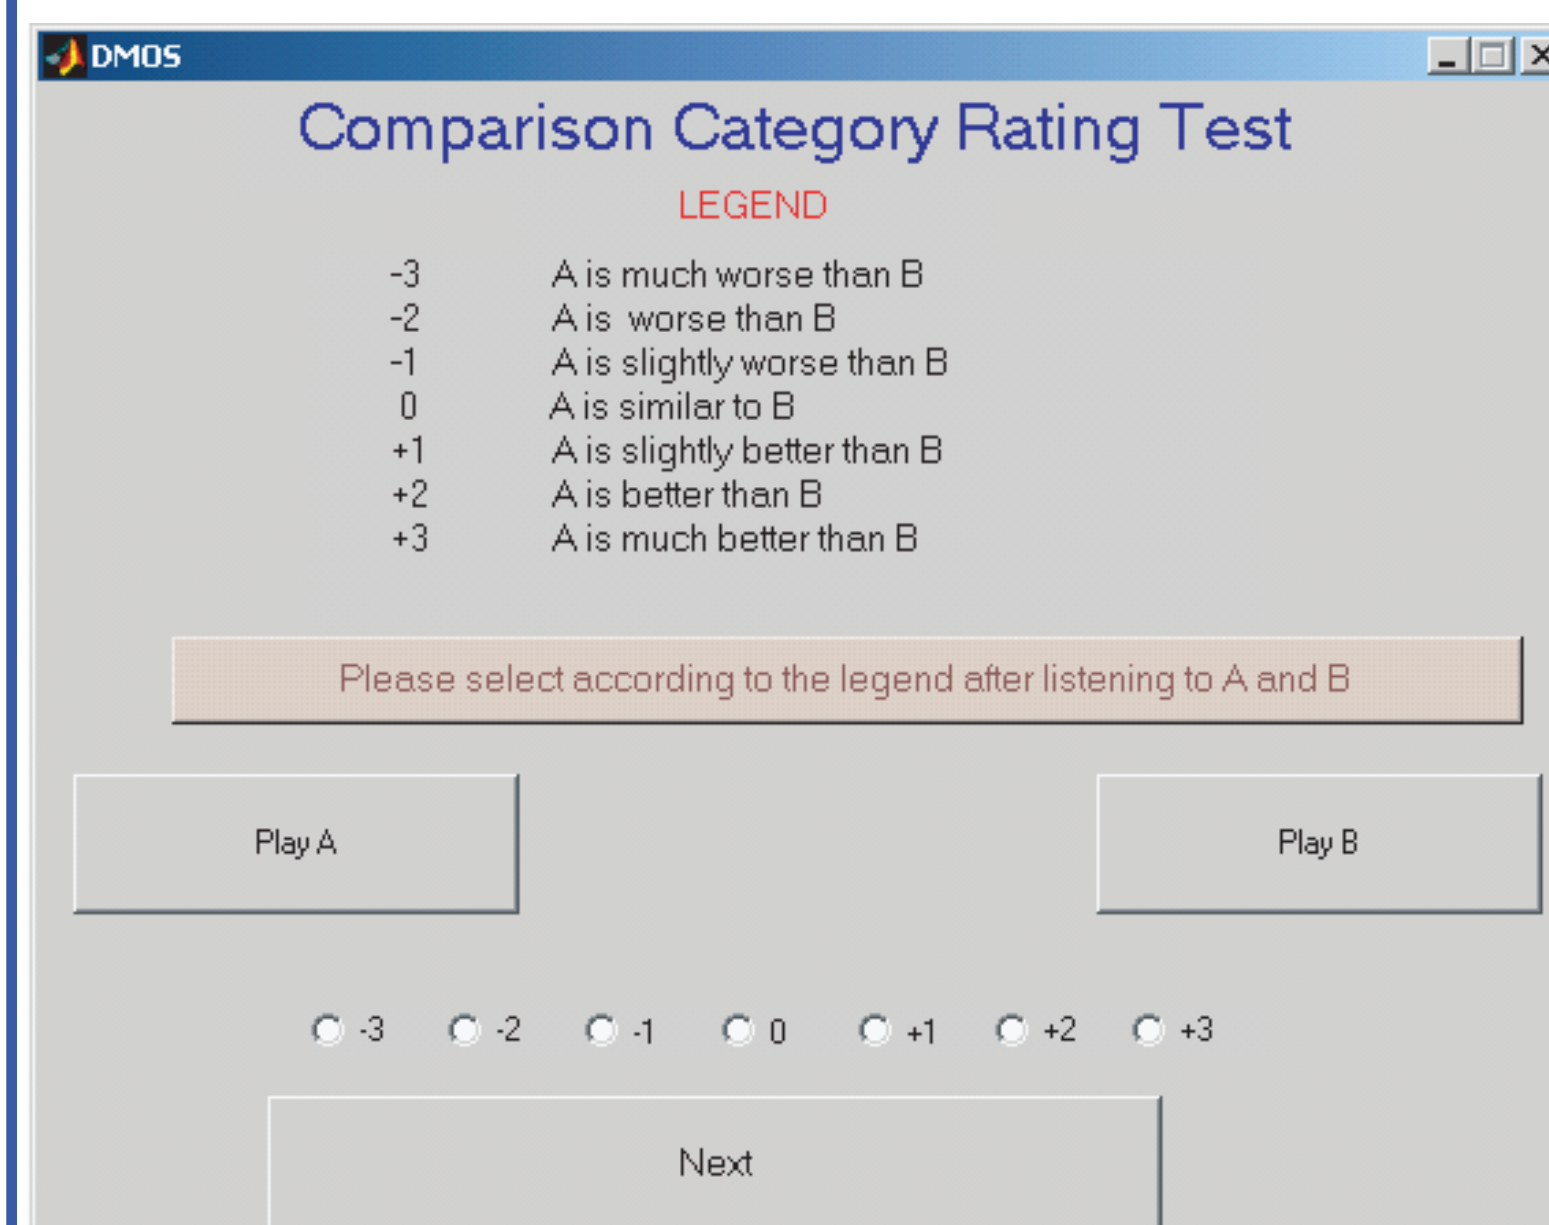 DMOS
Comparison Category Rating Test
LEGEND
-3 A is much worse than B
-2 A is worse than B
-1 A is slightly worse than B
0 A is similar to B
+1 A is slightly better than B
+2 A is better than B
+3 A is much better than B
Please select according to the legend after listening to A and B
Play A Play B
-3 -2 -1 0 +1 +2 +3
Next